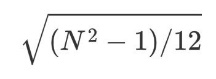 √(N² − 1)/12